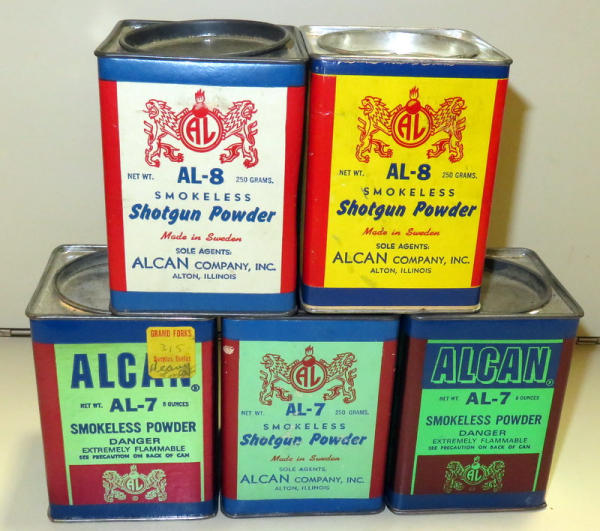 AL
NET WT. AL-8 250 GRAMS.
SMOKELESS
Shotgun Powder
Made in Sweden
SOLE AGENTS:
ALCAN COMPANY, INC.
ALTON, ILLINOIS
AL
NET WT. AL-8 250 GRAMS.
SMOKELESS
Shotgun Powder
Made in Sweden
SOLE AGENTS:
ALCAN COMPANY, INC.
ALTON, ILLINOIS
GRAND FORKS
Surplus Outlet
315
ALCAN®
NET WT. AL-7 8 OUNCES
SMOKELESS POWDER
DANGER
EXTREMELY FLAMMABLE
SEE PRECAUTION ON BACK OF CAN
AL
AL
NET WT. AL-7 250 GRAMS.
SMOKELESS
Shotgun Powder
Made in Sweden
SOLE AGENTS:
ALCAN COMPANY, INC.
ALTON, ILLINOIS
ALCAN®
NET WT. AL-7 8 OUNCES
SMOKELESS POWDER
DANGER
EXTREMELY FLAMMABLE
SEE PRECAUTION ON BACK OF CAN
AL